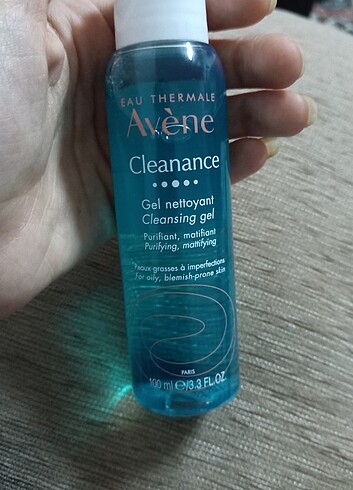 EAU THERMALE
Avène
Cleanance
Gel nettoyant
Cleansing gel
Purifiant, matifiant
Purifying, mattifying
Peaux grasses à imperfections
For oily, blemish-prone skin
PARIS
100 ml ℮/3.3 FL.OZ.